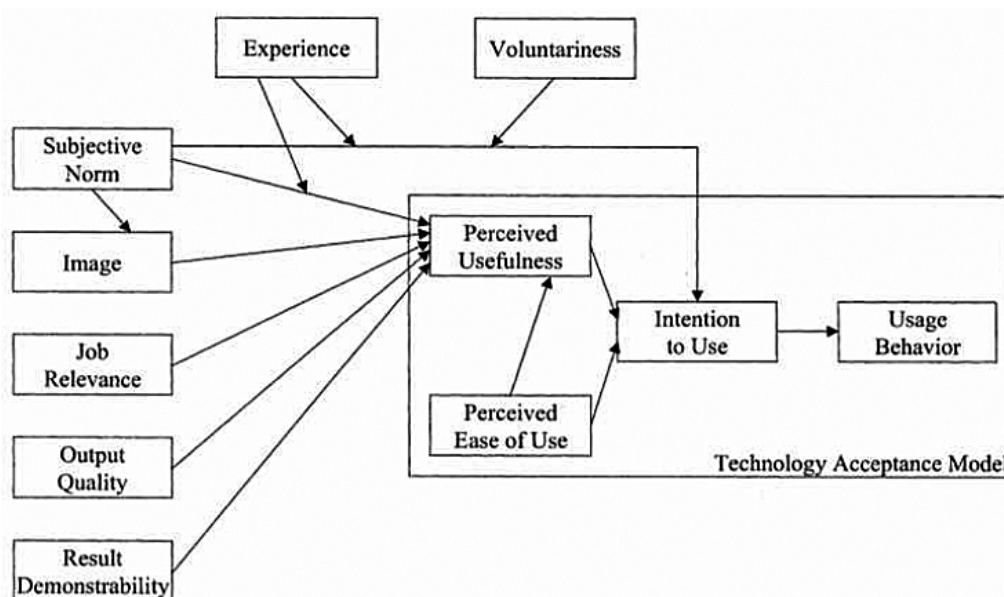 Experience
Voluntariness
Subjective
Norm
Image
Job
Relevance
Output
Quality
Result
Demonstrability
Perceived
Usefulness
Perceived
Ease of Use
Intention
to Use
Usage
Behavior
Technology Acceptance Model